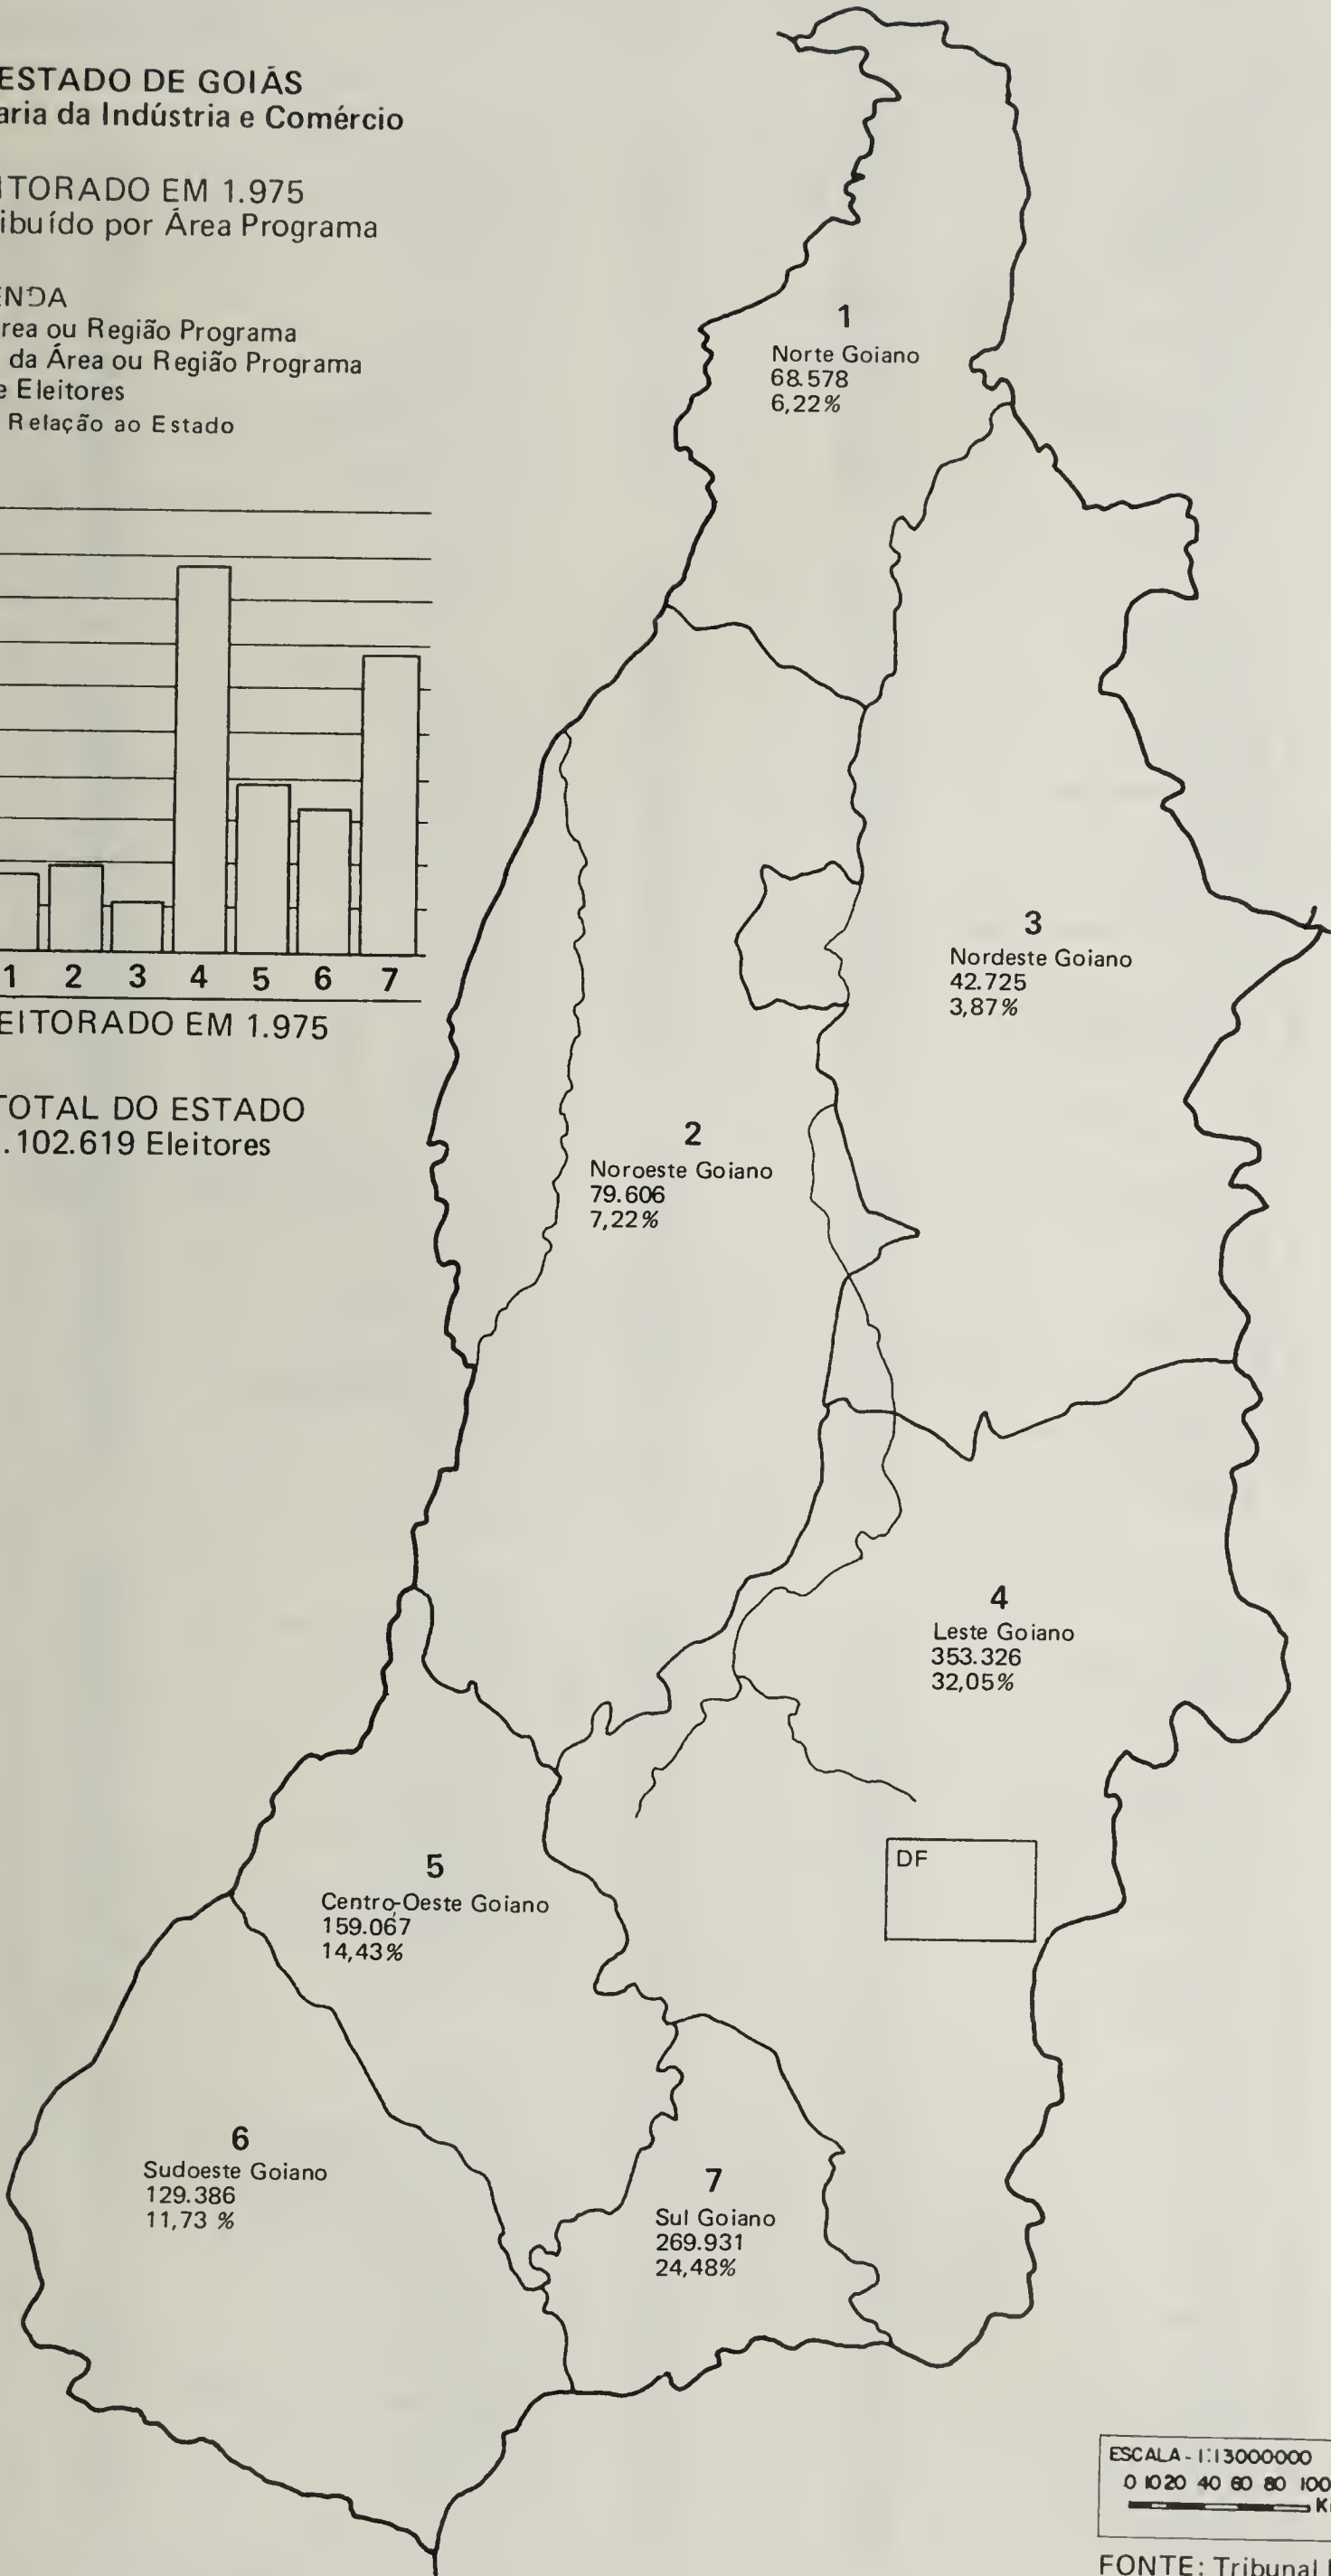 ESTADO DE GOIÁS
aria da Indústria e Comércio
ITORADO EM 1.975
ribuído por Área Programa
ENDA
rea ou Região Programa
da Área ou Região Programa
e Eleitores
Relação ao Estado
1 2 3 4 5 6 7
EITORADO EM 1.975
TOTAL DO ESTADO
.102.619 Eleitores
1
Norte Goiano
68.578
6,22%
3
Nordeste Goiano
42.725
3,87%
2
Noroeste Goiano
79.606
7,22%
4
Leste Goiano
353.326
32,05%
DF
5
Centro-Oeste Goiano
159.067
14,43%
6
Sudoeste Goiano
129.386
11,73 %
7
Sul Goiano
269.931
24,48%
ESCALA - 1:13000000
0 10 20 40 60 80 100
K
FONTE: Tribunal